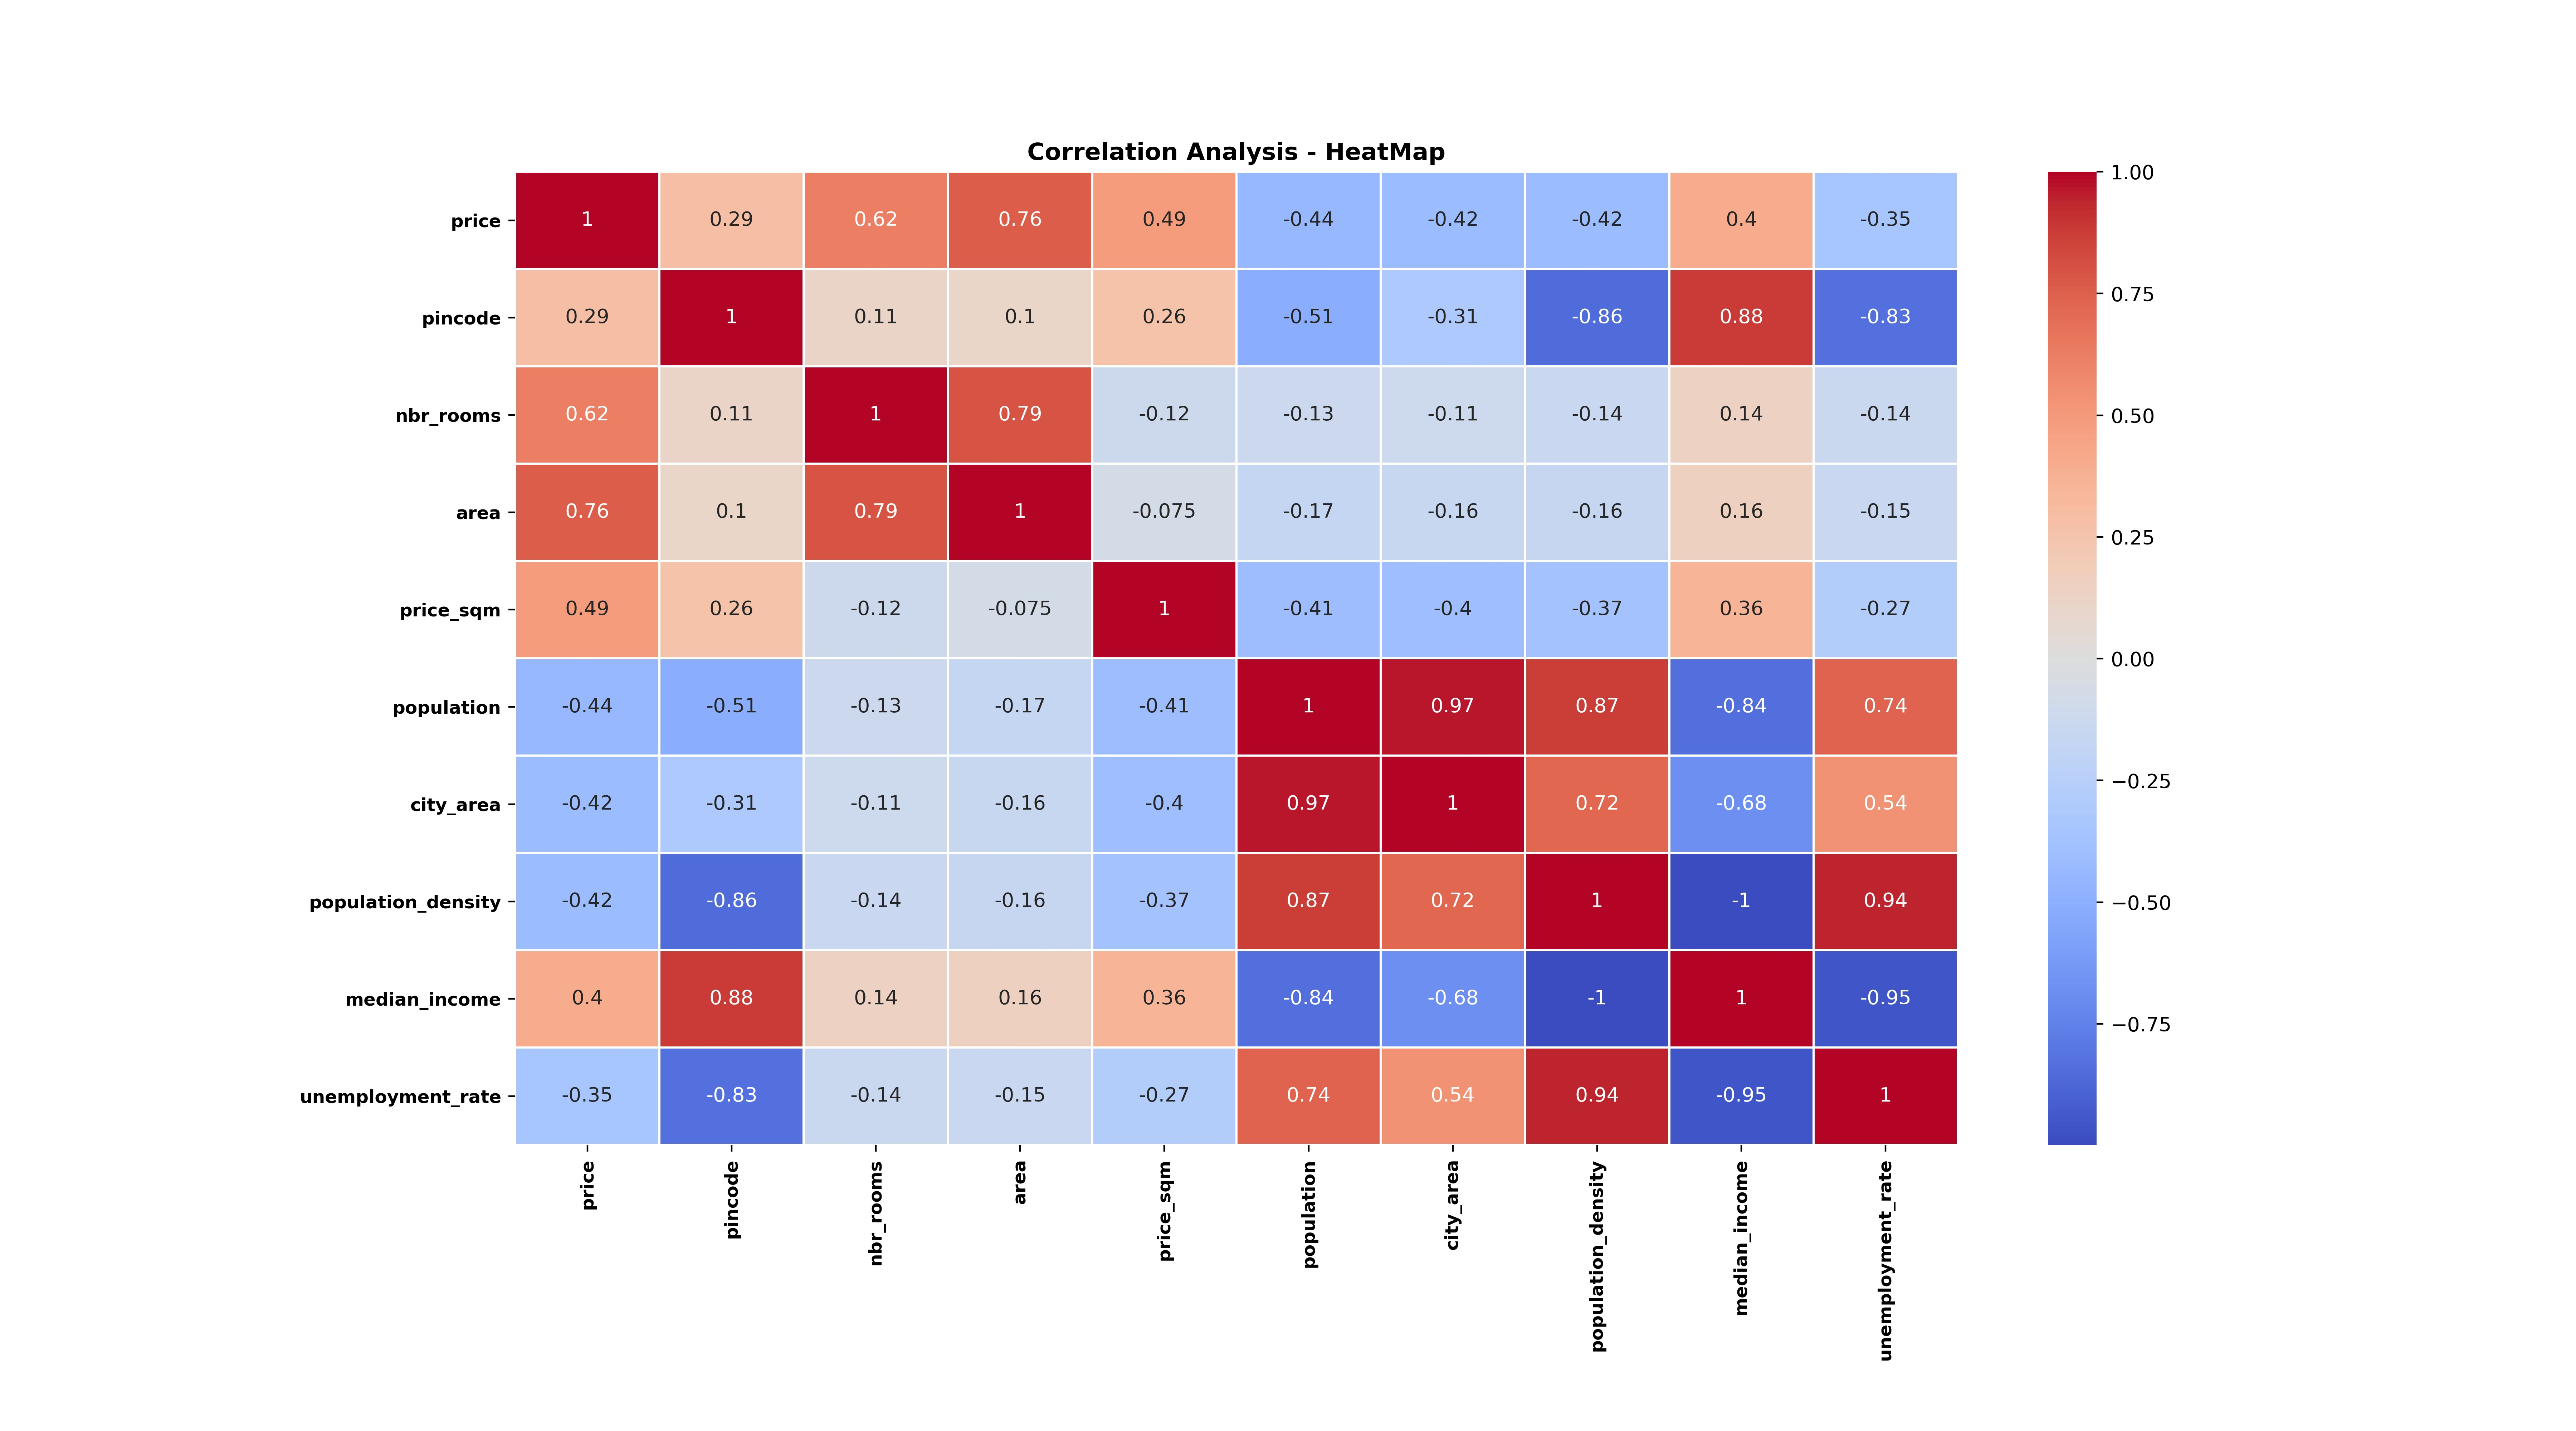 Correlation Analysis - HeatMap
price 1 0.29 0.62 0.76 0.49 -0.44 -0.42 -0.42 0.4 -0.35
pincode 0.29 1 0.11 0.1 0.26 -0.51 -0.31 -0.86 0.88 -0.83
nbr_rooms 0.62 0.11 1 0.79 -0.12 -0.13 -0.11 -0.14 0.14 -0.14
area 0.76 0.1 0.79 1 -0.075 -0.17 -0.16 -0.16 0.16 -0.15
price_sqm 0.49 0.26 -0.12 -0.075 1 -0.41 -0.4 -0.37 0.36 -0.27
population -0.44 -0.51 -0.13 -0.17 -0.41 1 0.97 0.87 -0.84 0.74
city_area -0.42 -0.31 -0.11 -0.16 -0.4 0.97 1 0.72 -0.68 0.54
population_density -0.42 -0.86 -0.14 -0.16 -0.37 0.87 0.72 1 -1 0.94
median_income 0.4 0.88 0.14 0.16 0.36 -0.84 -0.68 -1 1 -0.95
unemployment_rate -0.35 -0.83 -0.14 -0.15 -0.27 0.74 0.54 0.94 -0.95 1
price
pincode
nbr_rooms
area
price_sqm
population
city_area
population_density
median_income
unemployment_rate
1.00
0.75
0.50
0.25
0.00
−0.25
−0.50
−0.75